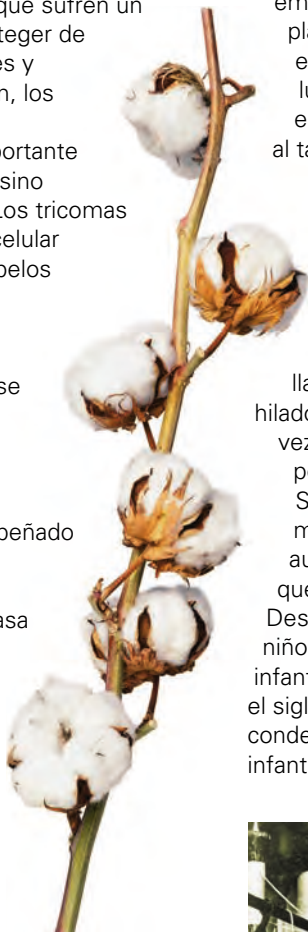 que sufren un
teger de
es y
n, los
portante
sino
Los tricomas
celular
pelos
se
peñado
asa
em
pla
e
lu
e
al ta
lla
hilado
vez
po
S
m
au
que
Des
niño
infant
el sigl
conde
infant